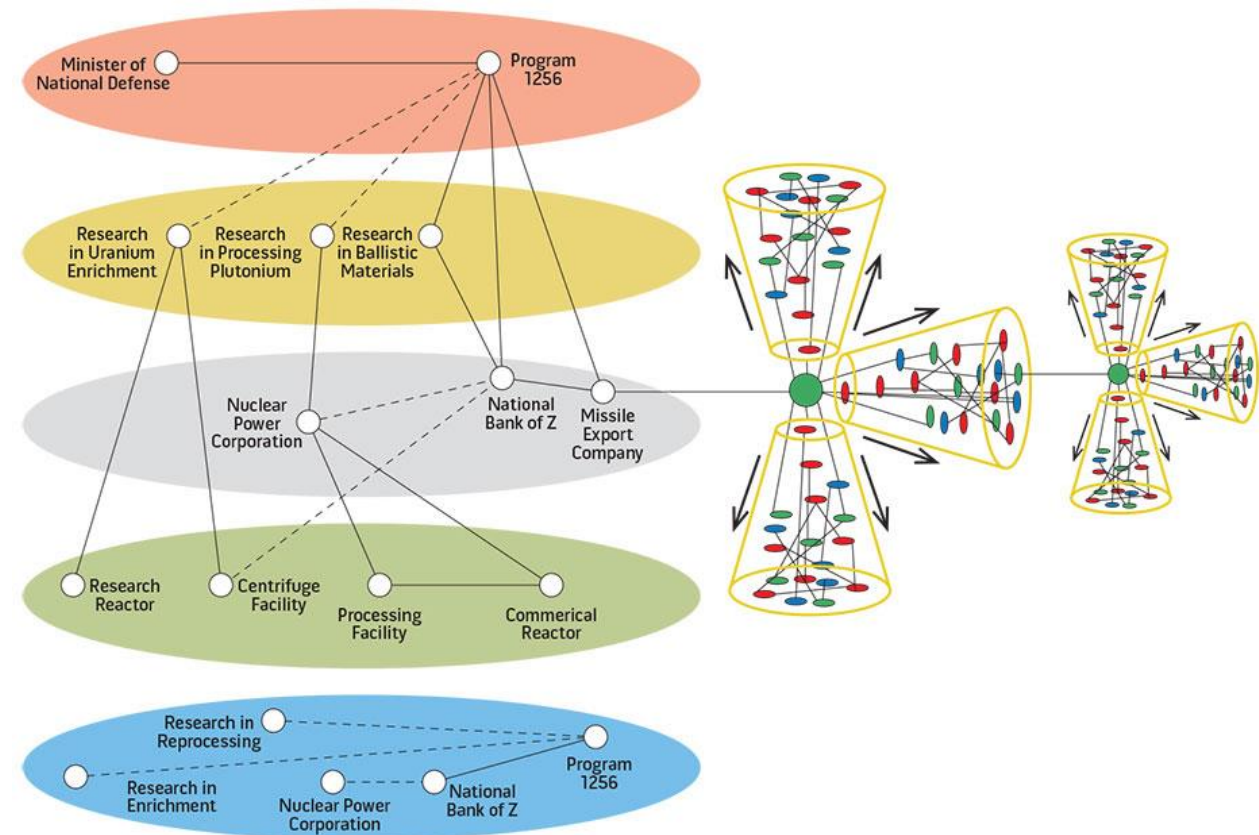 Minister of
National Defense
Program
1256
Research
in Uranium
Enrichment
Research
in Processing
Plutonium
Research
in Ballistic
Materials
Nuclear
Power
Corporation
National
Bank of Z
Missile
Export
Company
Research
Reactor
Centrifuge
Facility
Processing
Facility
Commerical
Reactor
Research in
Reprocessing
Program
1256
Research in
Enrichment
Nuclear Power
Corporation
National
Bank of Z